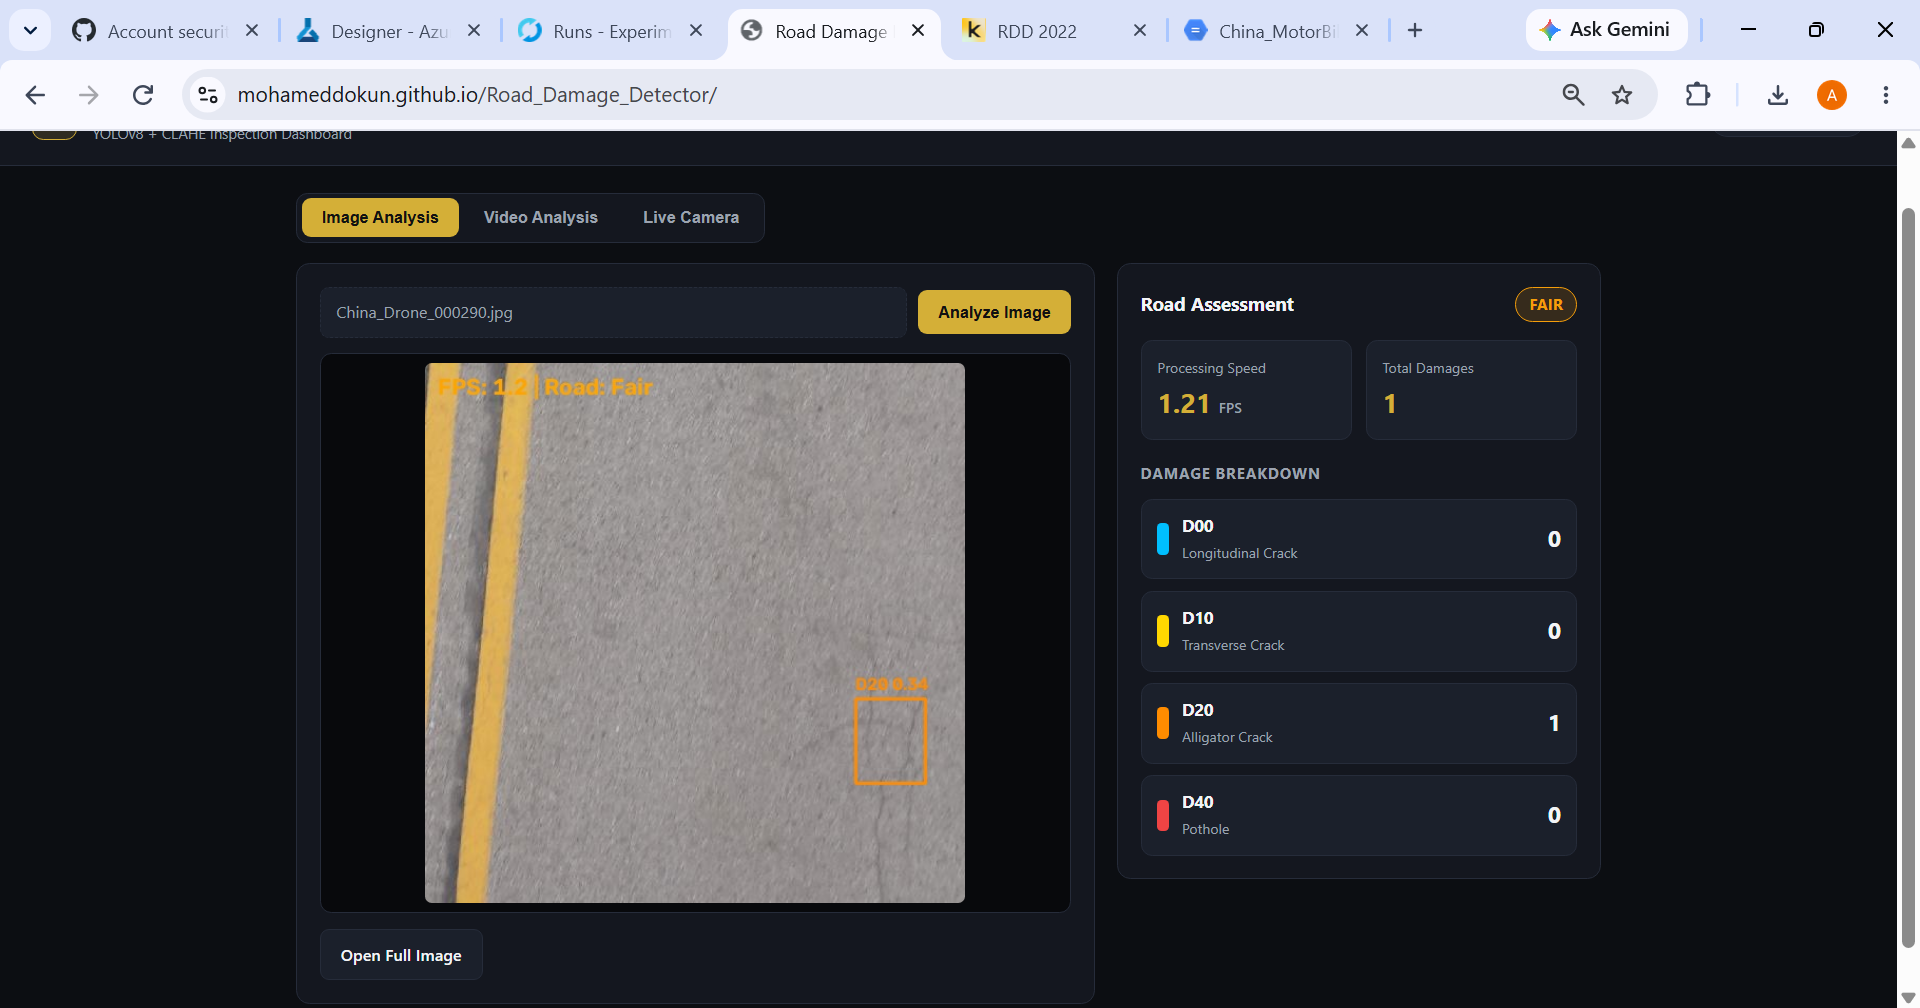 Account securit
Designer - Azu
Runs - Experim
Road Damage
RDD 2022
China_MotorBi
Ask Gemini
mohameddokun.github.io/Road_Damage_Detector/
A
YOLOv8 + CLAHE Inspection Dashboard
Image Analysis
Video Analysis
Live Camera
China_Drone_000290.jpg
Analyze Image
FPS: 1.2 | Road: Fair
D20 0.34
Open Full Image
Road Assessment
FAIR
Processing Speed
1.21 FPS
Total Damages
1
DAMAGE BREAKDOWN
D00
Longitudinal Crack
0
D10
Transverse Crack
0
D20
Alligator Crack
1
D40
Pothole
0